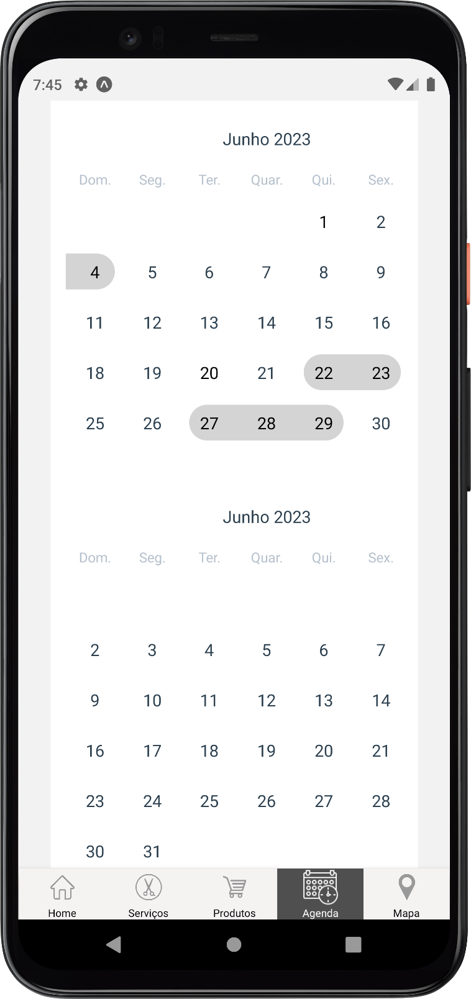 7:45
Junho 2023
Dom. Seg. Ter. Quar. Qui. Sex.
1 2
4 5 6 7 8 9
11 12 13 14 15 16
18 19 20 21 22 23
25 26 27 28 29 30
Junho 2023
Dom. Seg. Ter. Quar. Qui. Sex.
2 3 4 5 6 7
9 10 11 12 13 14
16 17 18 19 20 21
23 24 25 26 27 28
30 31
Home Serviços Produtos Agenda Mapa